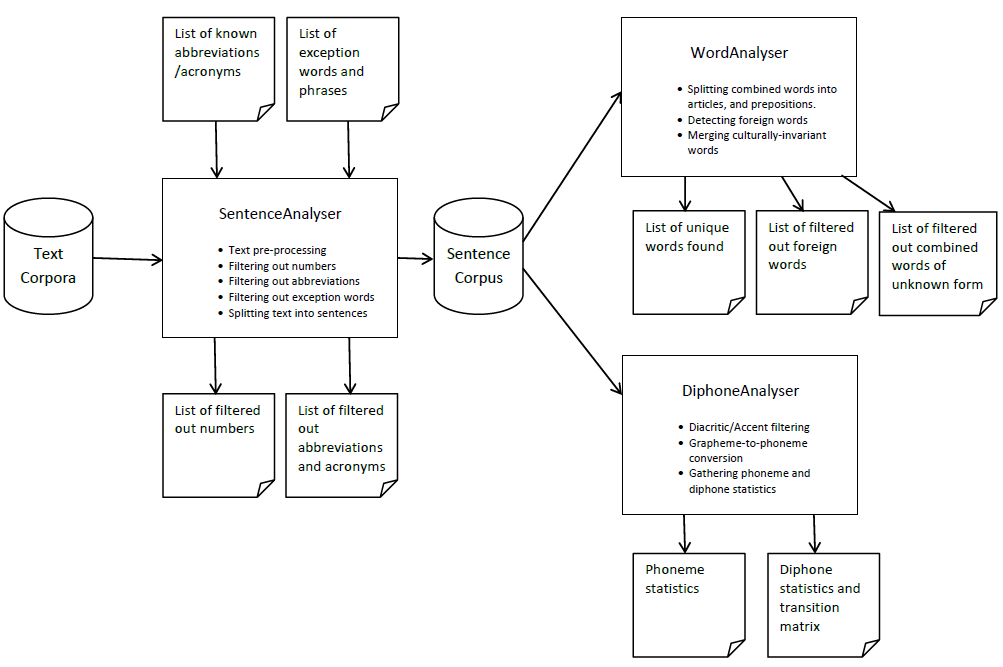 List of known
abbreviations
/acronyms
List of
exception
words and
phrases
WordAnalyser
• Splitting combined words into
articles, and prepositions.
• Detecting foreign words
• Merging culturally-invariant
words
Text
Corpora
SentenceAnalyser
• Text pre-processing
• Filtering out numbers
• Filtering out abbreviations
• Filtering out exception words
• Splitting text into sentences
Sentence
Corpus
List of unique
words found
List of filtered
out foreign
words
List of filtered
out combined
words of
unknown form
List of filtered
out numbers
List of filtered
out
abbreviations
and acronyms
DiphoneAnalyser
• Diacritic/Accent filtering
• Grapheme-to-phoneme
conversion
• Gathering phoneme and
diphone statistics
Phoneme
statistics
Diphone
statistics and
transition
matrix